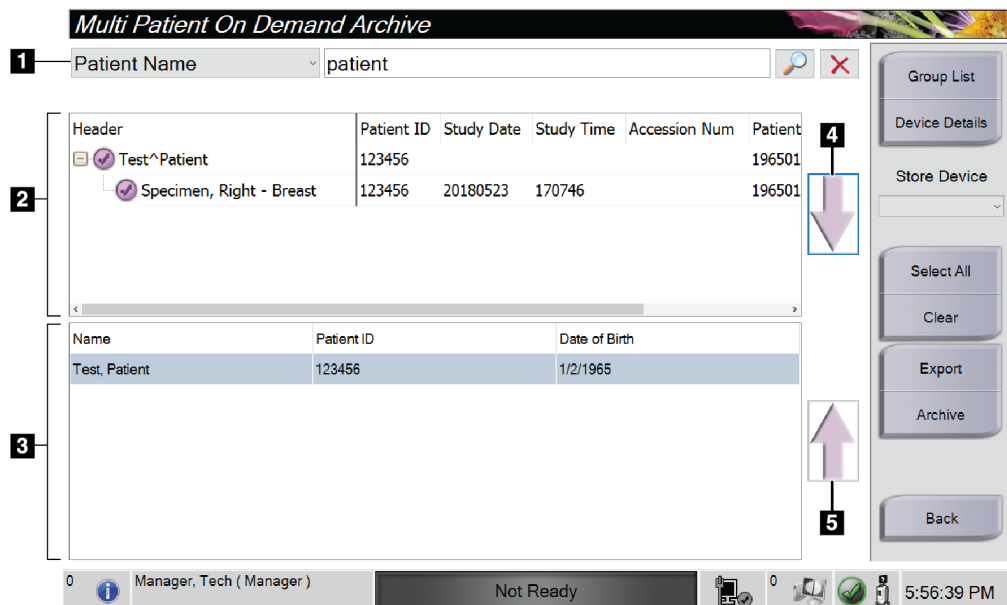 Multi Patient On Demand Archive
1
Patient Name
patient
Group List
Device Details
Store Device
Select All
Clear
Export
Archive
Back
2
Header Patient ID Study Date Study Time Accession Num Patient
Test^Patient 123456 196501
Specimen, Right - Breast 123456 20180523 170746 196501
4
3
Name Patient ID Date of Birth
Test, Patient 123456 1/2/1965
5
0
Manager, Tech ( Manager )
Not Ready
0
5:56:39 PM